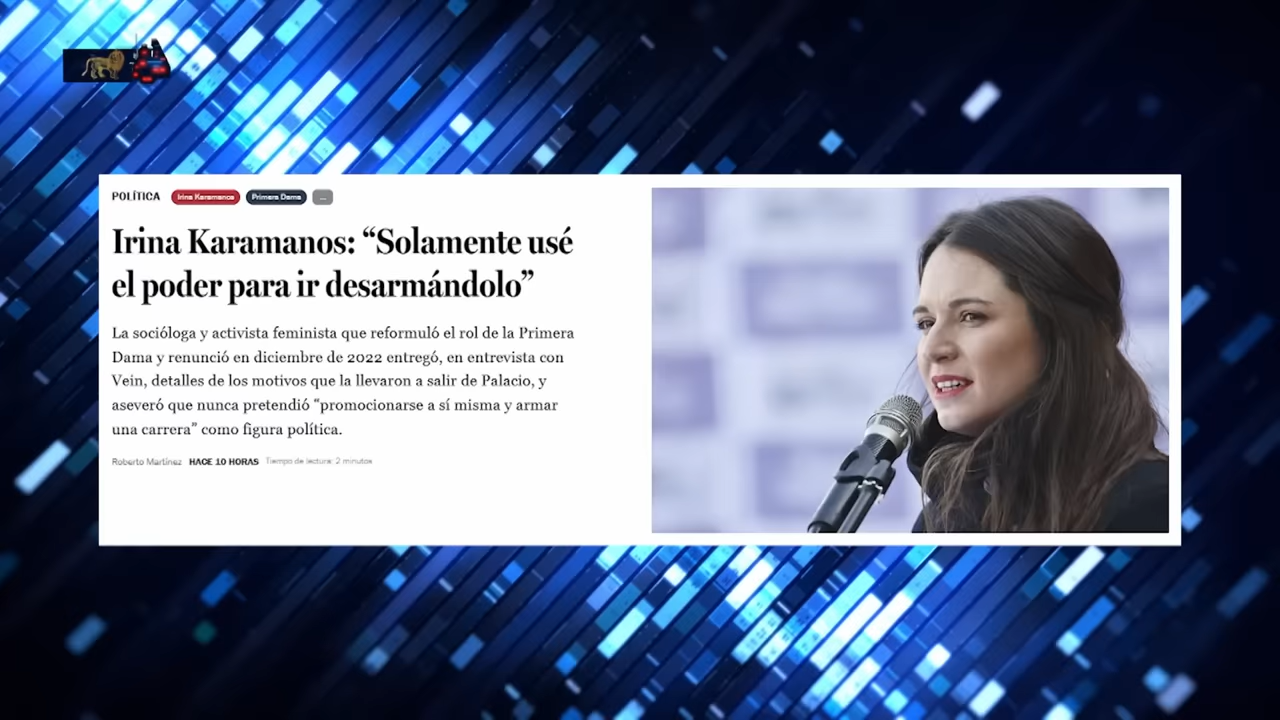 POLÍTICA Irina Karamanos Primera Dama ...
Irina Karamanos: “Solamente usé
el poder para ir desarmándolo”
La socióloga y activista feminista que reformuló el rol de la Primera
Dama y renunció en diciembre de 2022 entregó, en entrevista con
Vein, detalles de los motivos que la llevaron a salir de Palacio, y
aseveró que nunca pretendió “promocionarse a sí misma y armar
una carrera” como figura política.
Roberto Martínez HACE 10 HORAS Tiempo de lectura: 2 minutos